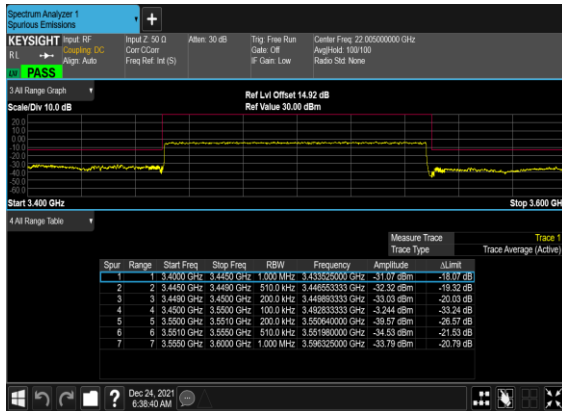 Spectrum Analyzer 1
Spurious Emissions
KEYSIGHT Input: RF Input Z: 50 Ω Atten: 30 dB Trig: Free Run Center Freq: 22.005000000 GHz
RL Coupling: DC Corr CCorr Gate: Off Avg|Hold: 100/100
Align: Auto Freq Ref: Int (S) IF Gain: Low Radio Std: None
PASS
3 All Range Graph
Ref Lvl Offset 14.92 dB
Scale/Div 10.0 dB Ref Value 30.00 dBm
20.0
10.0
0.00
-10.0
-20.0
-30.0
-40.0
-50.0
-60.0
Start 3.400 GHz Stop 3.600 GH
4 All Range Table
Measure Trace Trace 1
Trace Type Trace Average (Active)
Spur Range Start Freq Stop Freq RBW Frequency Amplitude ΔLimit
1 1 3.4000 GHz 3.4450 GHz 1.000 MHz 3.433525000 GHz -31.07 dBm -18.07 dB
2 2 3.4450 GHz 3.4490 GHz 510.0 kHz 3.446553333 GHz -32.32 dBm -19.32 dB
3 3 3.4490 GHz 3.4500 GHz 200.0 kHz 3.449893333 GHz -33.03 dBm -20.03 dB
4 4 3.4500 GHz 3.5500 GHz 100.0 kHz 3.492833333 GHz -3.244 dBm -33.24 dB
5 5 3.5500 GHz 3.5510 GHz 200.0 kHz 3.550640000 GHz -39.57 dBm -26.57 dB
6 6 3.5510 GHz 3.5550 GHz 510.0 kHz 3.551980000 GHz -34.53 dBm -21.53 dB
7 7 3.5550 GHz 3.6000 GHz 1.000 MHz 3.596325000 GHz -33.79 dBm -20.79 dB
Dec 24, 2021
6:38:40 AM